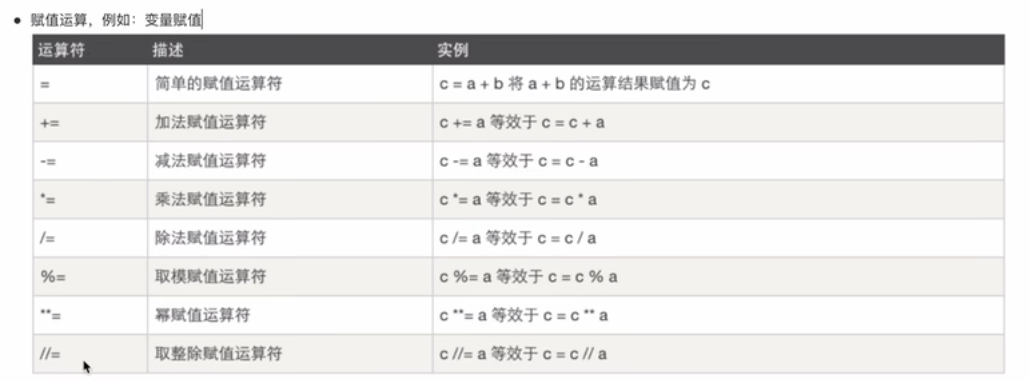 • 赋值运算，例如：变量赋值
运算符 描述 实例
= 简单的赋值运算符 c = a + b 将 a + b 的运算结果赋值为 c
+= 加法赋值运算符 c += a 等效于 c = c + a
-= 减法赋值运算符 c -= a 等效于 c = c - a
*= 乘法赋值运算符 c *= a 等效于 c = c * a
/= 除法赋值运算符 c /= a 等效于 c = c / a
%= 取模赋值运算符 c %= a 等效于 c = c % a
**= 幂赋值运算符 c **= a 等效于 c = c ** a
//= 取整除赋值运算符 c //= a 等效于 c = c // a